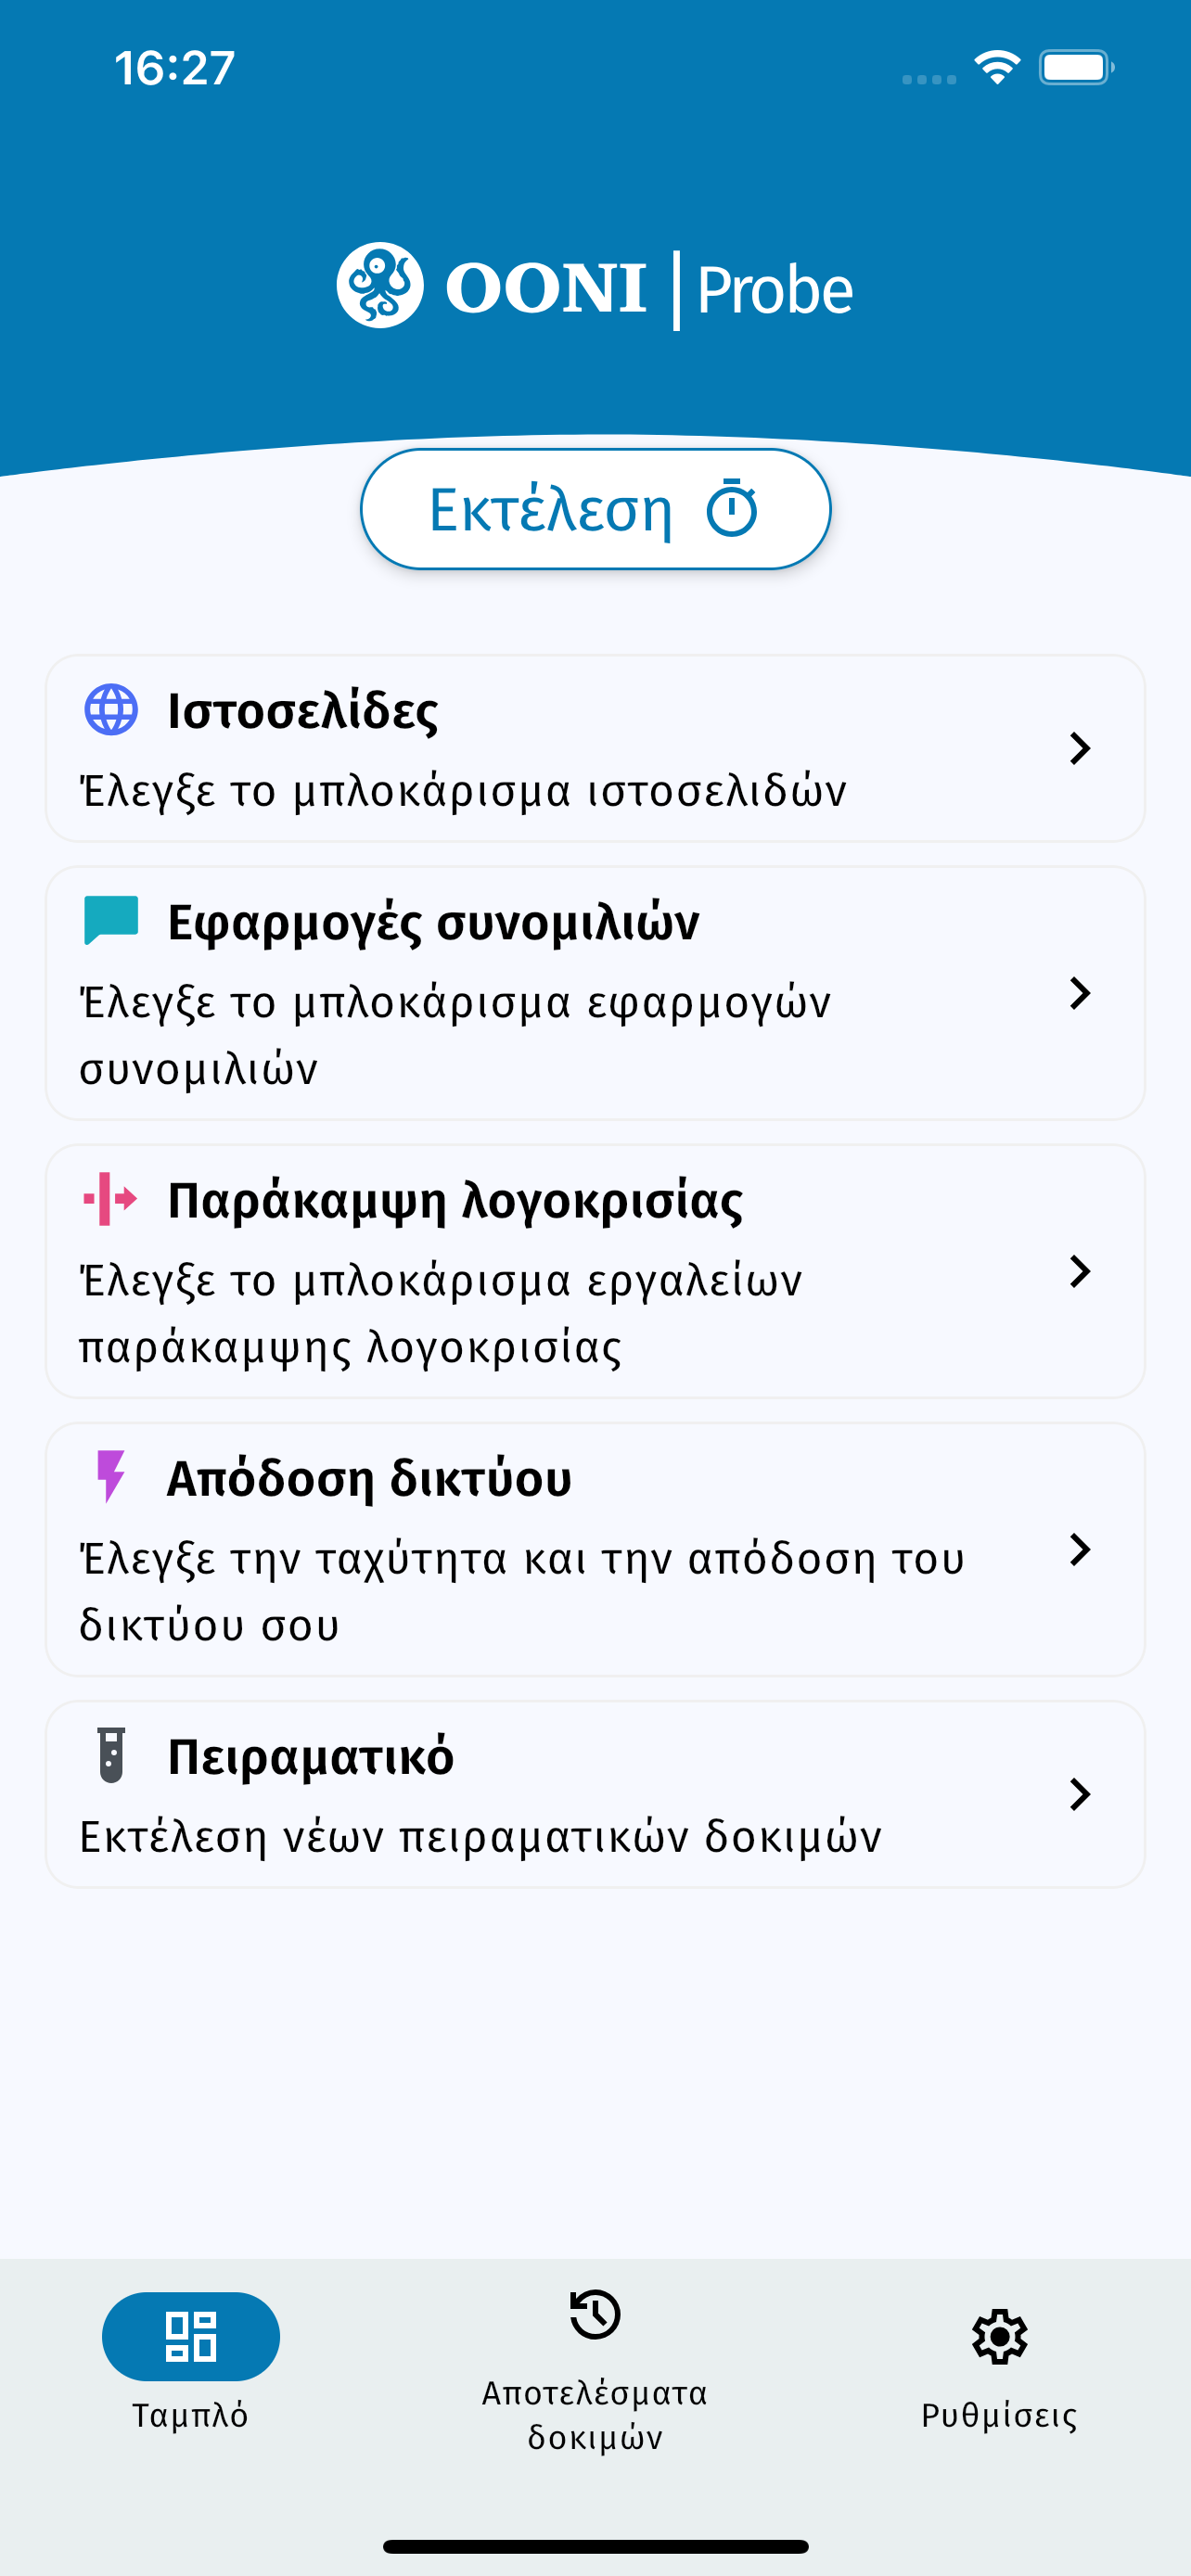 16:27
OONI | Probe
Εκτέλεση
Ιστοσελίδες
Έλεγξε το μπλοκάρισμα ιστοσελιδών
Εφαρμογές συνομιλιών
Έλεγξε το μπλοκάρισμα εφαρμογών
συνομιλιών
Παράκαμψη λογοκρισίας
Έλεγξε το μπλοκάρισμα εργαλείων
παράκαμψης λογοκρισίας
Απόδοση δικτύου
Έλεγξε την ταχύτητα και την απόδοση του
δικτύου σου
Πειραματικό
Εκτέλεση νέων πειραματικών δοκιμών
Ταμπλό
Αποτελέσματα
δοκιμών
Ρυθμίσεις